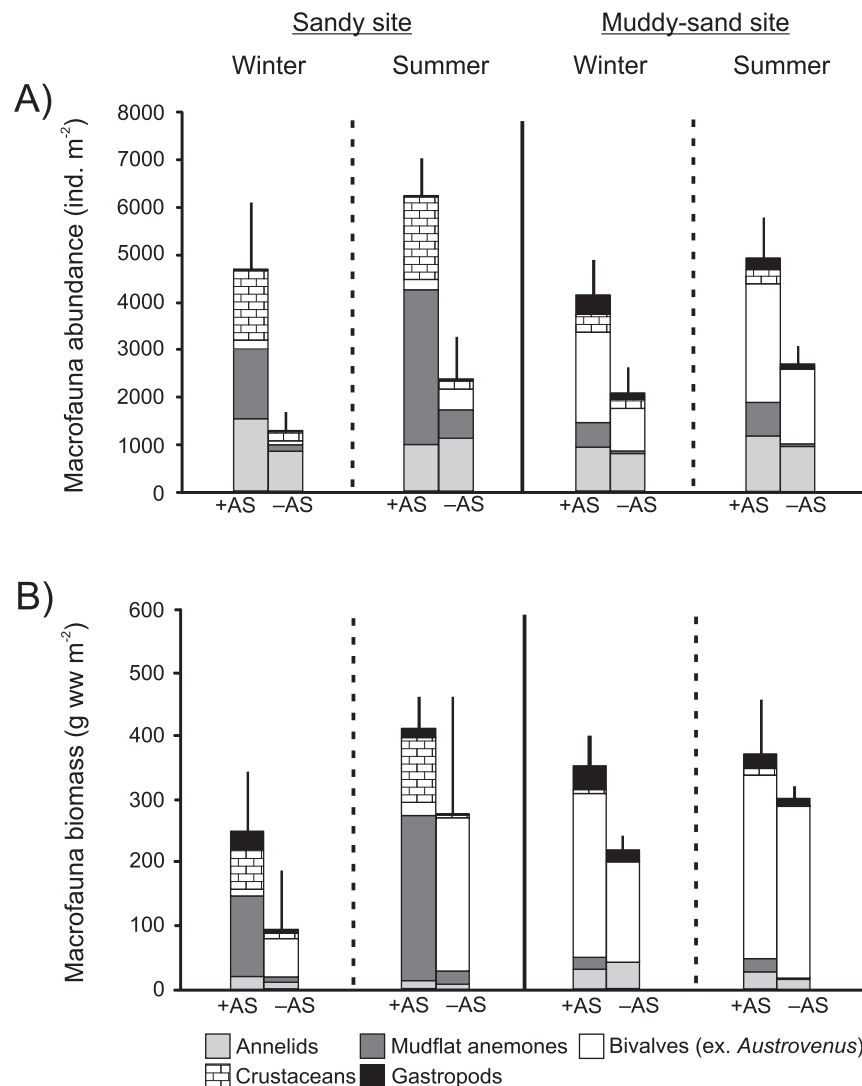 Sandy site Muddy-sand site
Winter Summer Winter Summer
A)
Macrofauna abundance (ind. m-2)
8000
7000
6000
5000
4000
3000
2000
1000
0
+AS –AS +AS –AS +AS –AS +AS –AS
B)
Macrofauna biomass (g ww m-2)
600
500
400
300
200
100
0
+AS –AS +AS –AS +AS –AS +AS –AS
Annelids Mudflat anemones Bivalves (ex. Austrovenus)
Crustaceans Gastropods